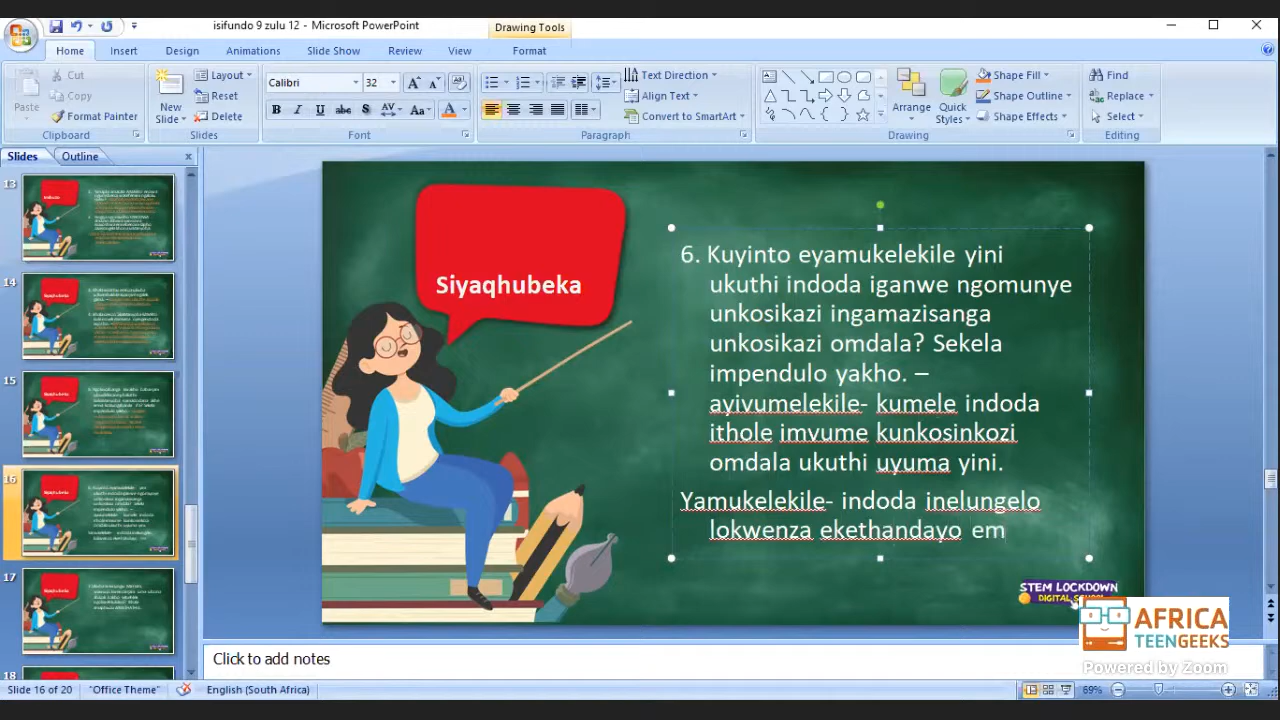 isifundo 9 zulu 12 - Microsoft PowerPoint
Drawing Tools
Home Insert Design Animations Slide Show Review View Format
Cut
Copy
Format Painter
Paste
Clipboard
New
Slide
Layout
Reset
Delete
Slides
Calibri 32
Font
Paragraph
Text Direction
Align Text
Convert to SmartArt
Arrange
Quick
Styles
Shape Fill
Shape Outline
Shape Effects
Drawing
Find
Replace
Select
Editing
Slides Outline
13
14
15
16
17
18
Siyaqhubeka
6. Kuyinto eyamukelekile yini
ukuthi indoda iganwe ngomunye
unkosikazi ingamazisanga
unkosikazi omdala? Sekela
impendulo yakho. –
ayivumelekile- kumele indoda
ithole imvume kunkosinkozi
omdala ukuthi uyuma yini.
Yamukelekile indoda inelungelo
lokwenza ekethandayo em
STEM LOCKDOWN
AFRICA
TEENGEEKS
Powered by Zoom
Click to add notes
Slide 16 of 20 "Office Theme" English (South Africa) 69%